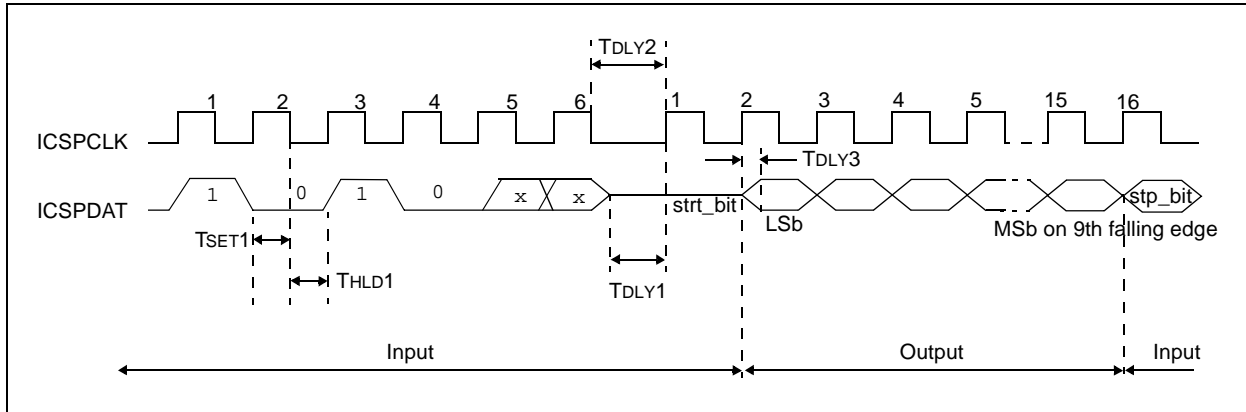 TDLY2
1 2 3 4 5 6 1 2 3 4 5 15 16
ICSPCLK
TDLY3
ICSPDAT
1 0 1 0 x x strt_bit stp_bit
LSb MSb on 9th falling edge
TSET1
THLD1
TDLY1
Input Output Input